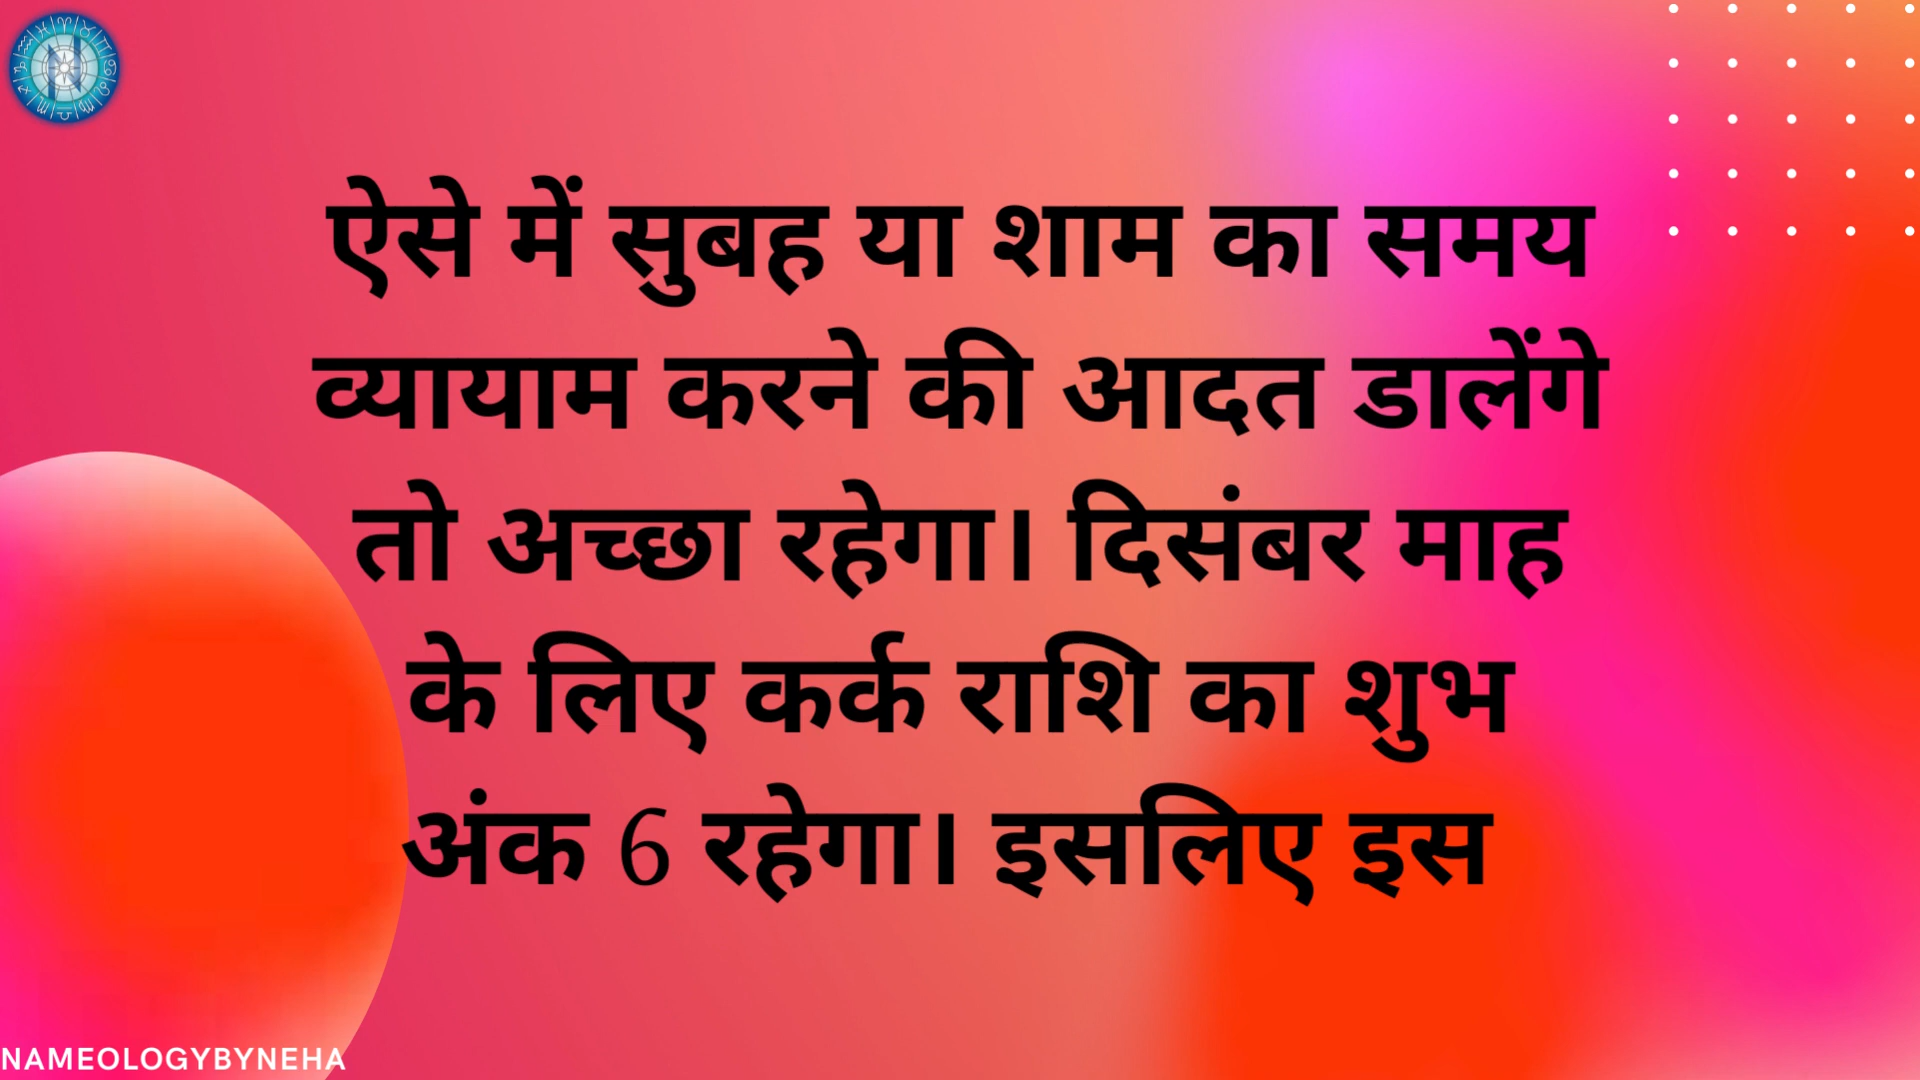 ऐसे में सुबह या शाम का समय
व्यायाम करने की आदत डालेंगे
तो अच्छा रहेगा। दिसंबर माह
के लिए कर्क राशि का शुभ
अंक 6 रहेगा। इसलिए इस
NAMEOLOGYBYNEHA